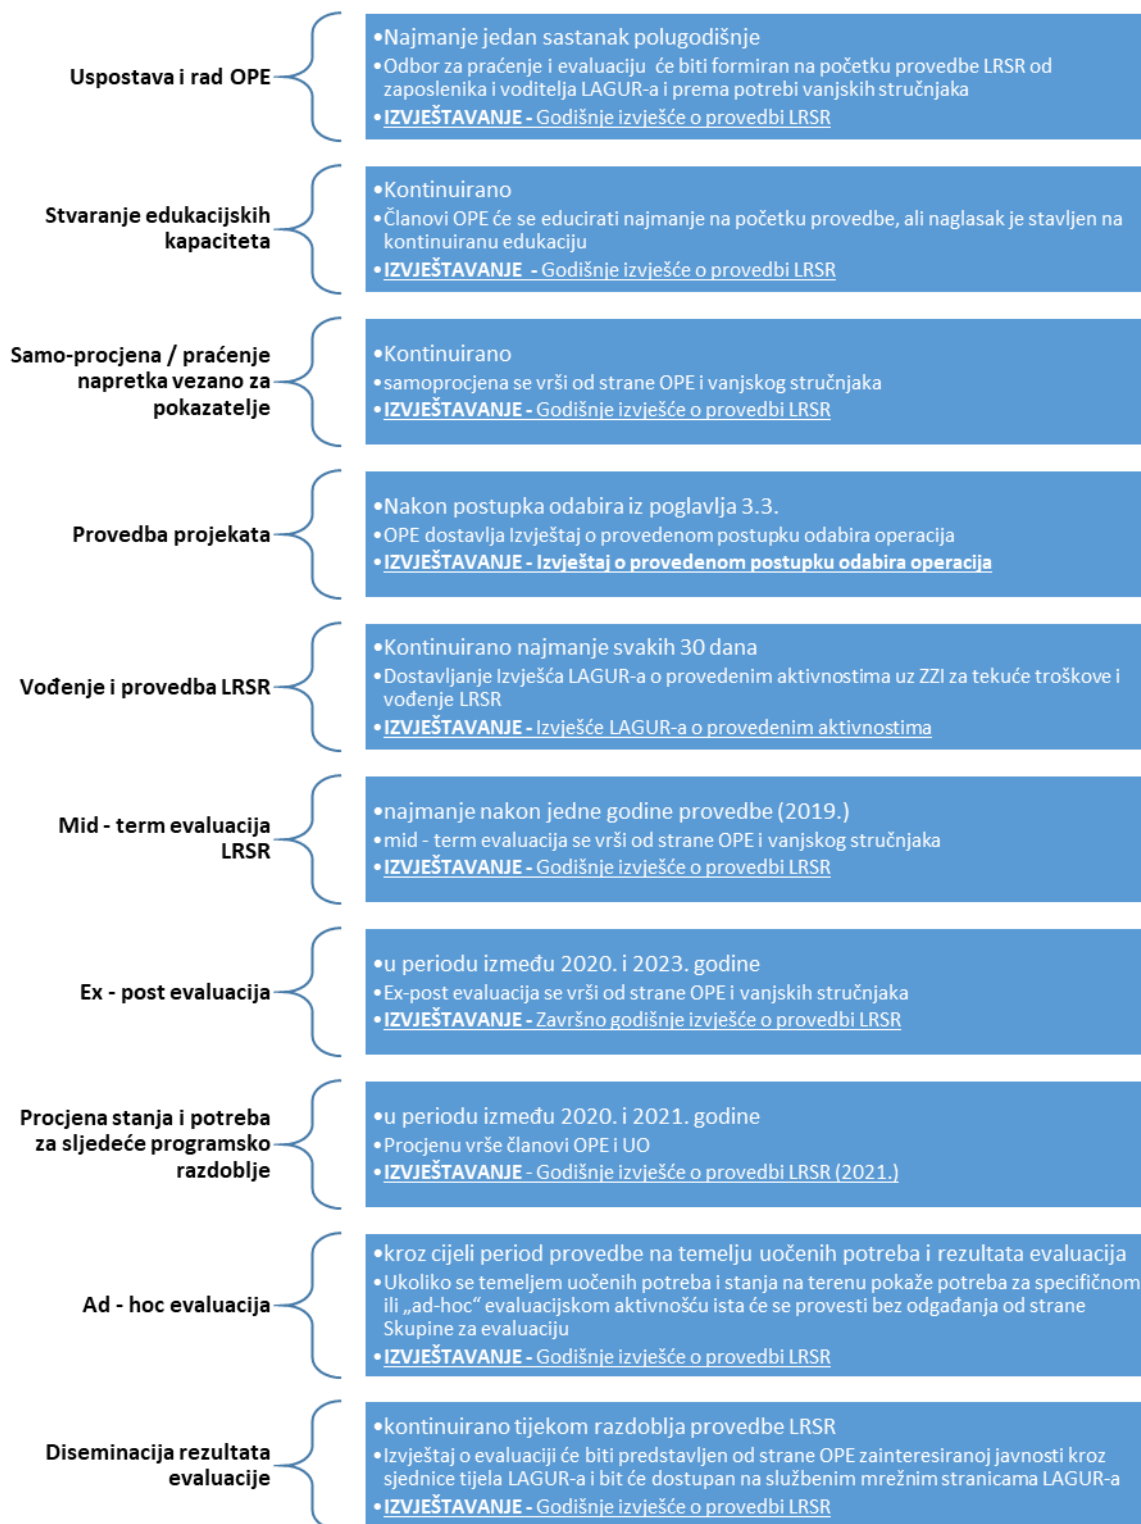 Uspostava i rad OPE
•Najmanje jedan sastanak polugodišnje
•Odbor za praćenje i evaluaciju će biti formiran na početku provedbe LRSR od
zaposlenika i voditelja LAGUR-a i prema potrebi vanjskih stručnjaka
•IZVJEŠTAVANJE - Godišnje izvješće o provedbi LRSR
Stvaranje edukacijskih
kapaciteta
•Kontinuirano
•Članovi OPE će se educirati najmanje na početku provedbe, ali naglasak je stavljen na
kontinuiranu edukaciju
•IZVJEŠTAVANJE - Godišnje izvješće o provedbi LRSR
Samo-procjena / praćenje
napretka vezano za
pokazatelje
•Kontinuirano
•samoprocjena se vrši od strane OPE i vanjskog stručnjaka
•IZVJEŠTAVANJE - Godišnje izvješće o provedbi LRSR
Provedba projekata
•Nakon postupka odabira iz poglavlja 3.3.
•OPE dostavlja Izvještaj o provedenom postupku odabira operacija
•IZVJEŠTAVANJE - Izvještaj o provedenom postupku odabira operacija
Vođenje i provedba LRSR
•Kontinuirano najmanje svakih 30 dana
•Dostavljanje Izvješća LAGUR-a o provedenim aktivnostima uz ZZI za tekuće troškove i
vođenje LRSR
•IZVJEŠTAVANJE - Izvješće LAGUR-a o provedenim aktivnostima
Mid - term evaluacija
LRSR
•najmanje nakon jedne godine provedbe (2019.)
•mid - term evaluacija se vrši od strane OPE i vanjskog stručnjaka
•IZVJEŠTAVANJE - Godišnje izvješće o provedbi LRSR
Ex - post evaluacija
•u periodu između 2020. i 2023. godine
•Ex-post evaluacija se vrši od strane OPE i vanjskih stručnjaka
•IZVJEŠTAVANJE - Završno godišnje izvješće o provedbi LRSR
Procjena stanja i potreba
za sljedeće programsko
razdoblje
•u periodu između 2020. i 2021. godine
•Procjenu vrše članovi OPE i UO
•IZVJEŠTAVANJE - Godišnje izvješće o provedbi LRSR (2021.)
Ad - hoc evaluacija
•kroz cijeli period provedbe na temelju uočenih potreba i rezultata evaluacija
•Ukoliko se temeljem uočenih potreba i stanja na terenu pokaže potreba za specifičnom
ili „ad-hoc“ evaluacijskom aktivnošću ista će se provesti bez odgađanja od strane
Skupine za evaluaciju
•IZVJEŠTAVANJE - Godišnje izvješće o provedbi LRSR
Diseminacija rezultata
evaluacije
•kontinuirano tijekom razdoblja provedbe LRSR
•Izvještaj o evaluaciji će biti predstavljen od strane OPE zainteresiranoj javnosti kroz
sjednice tijela LAGUR-a i bit će dostupan na službenim mrežnim stranicama LAGUR-a
•IZVJEŠTAVANJE - Godišnje izvješće o provedbi LRSR